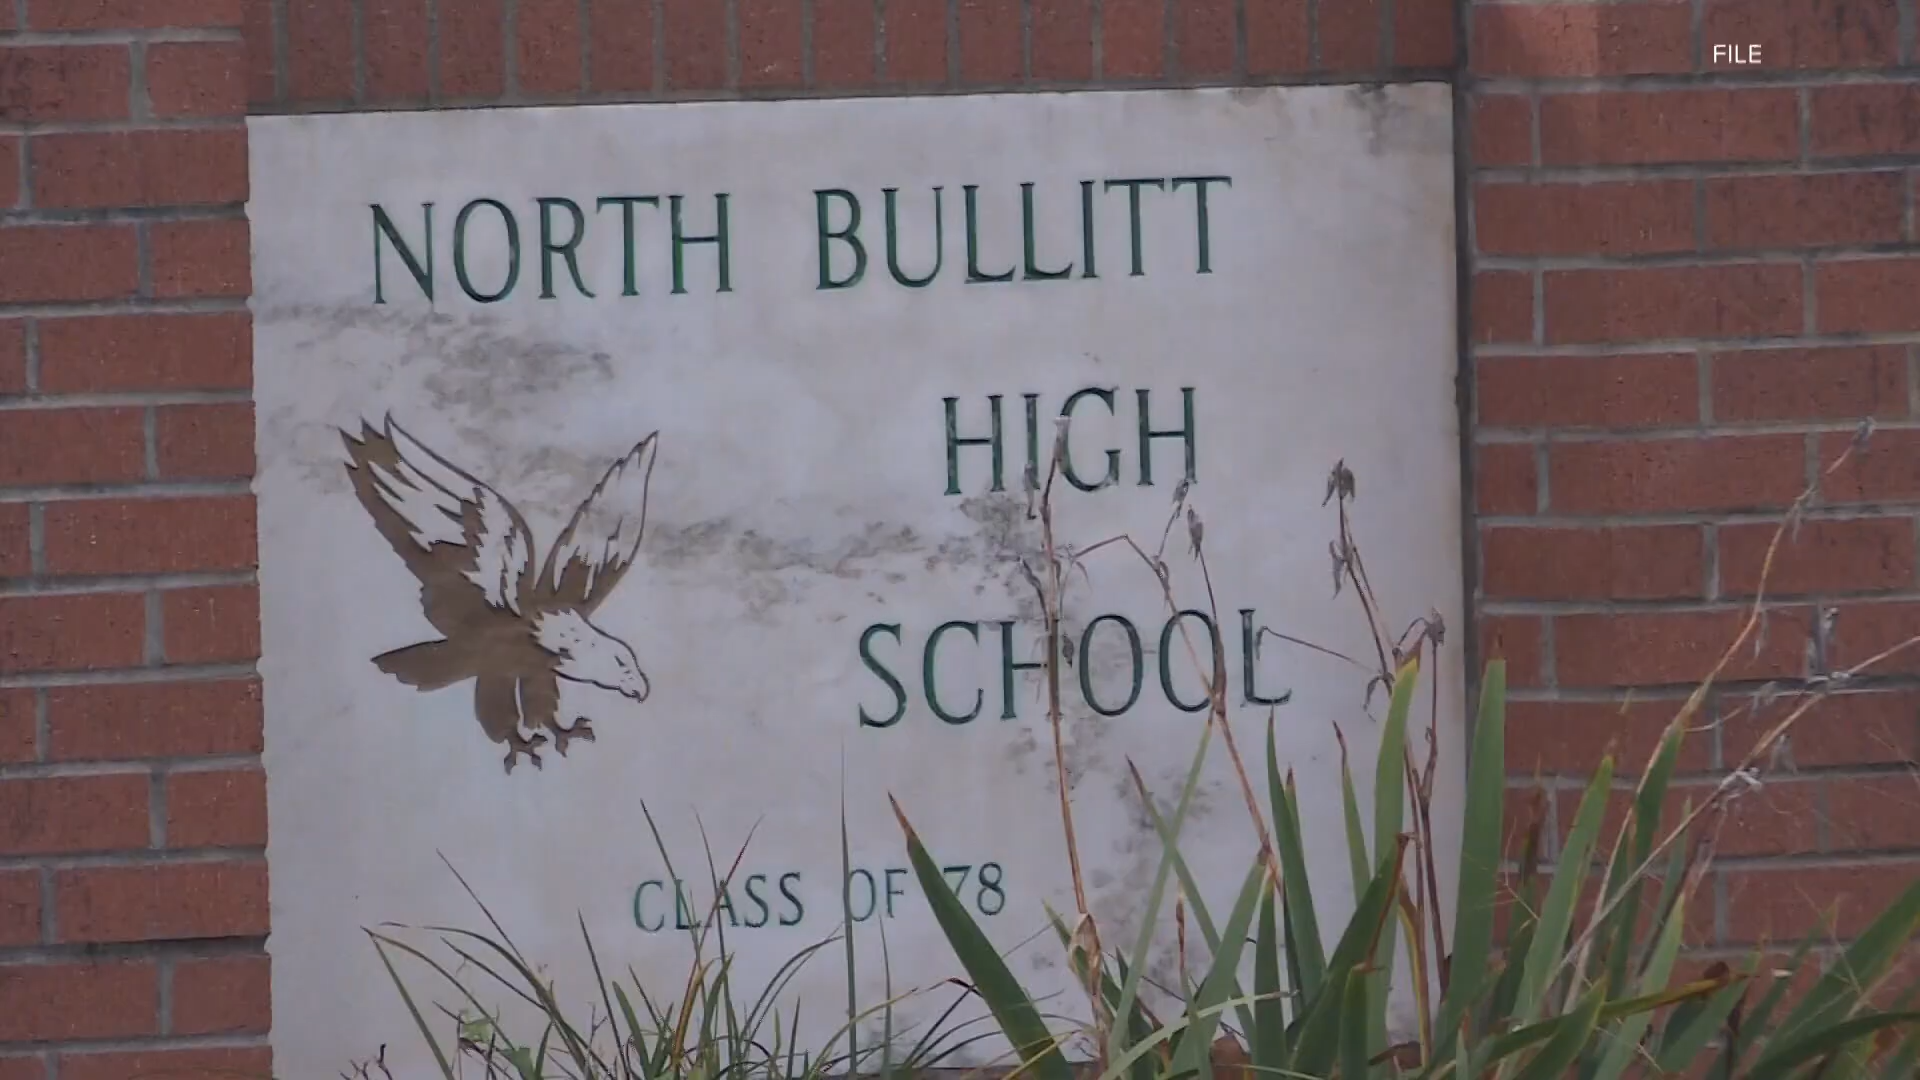 FILE
NORTH BULLITT
HIGH
SCHOOL
CLASS OF 78